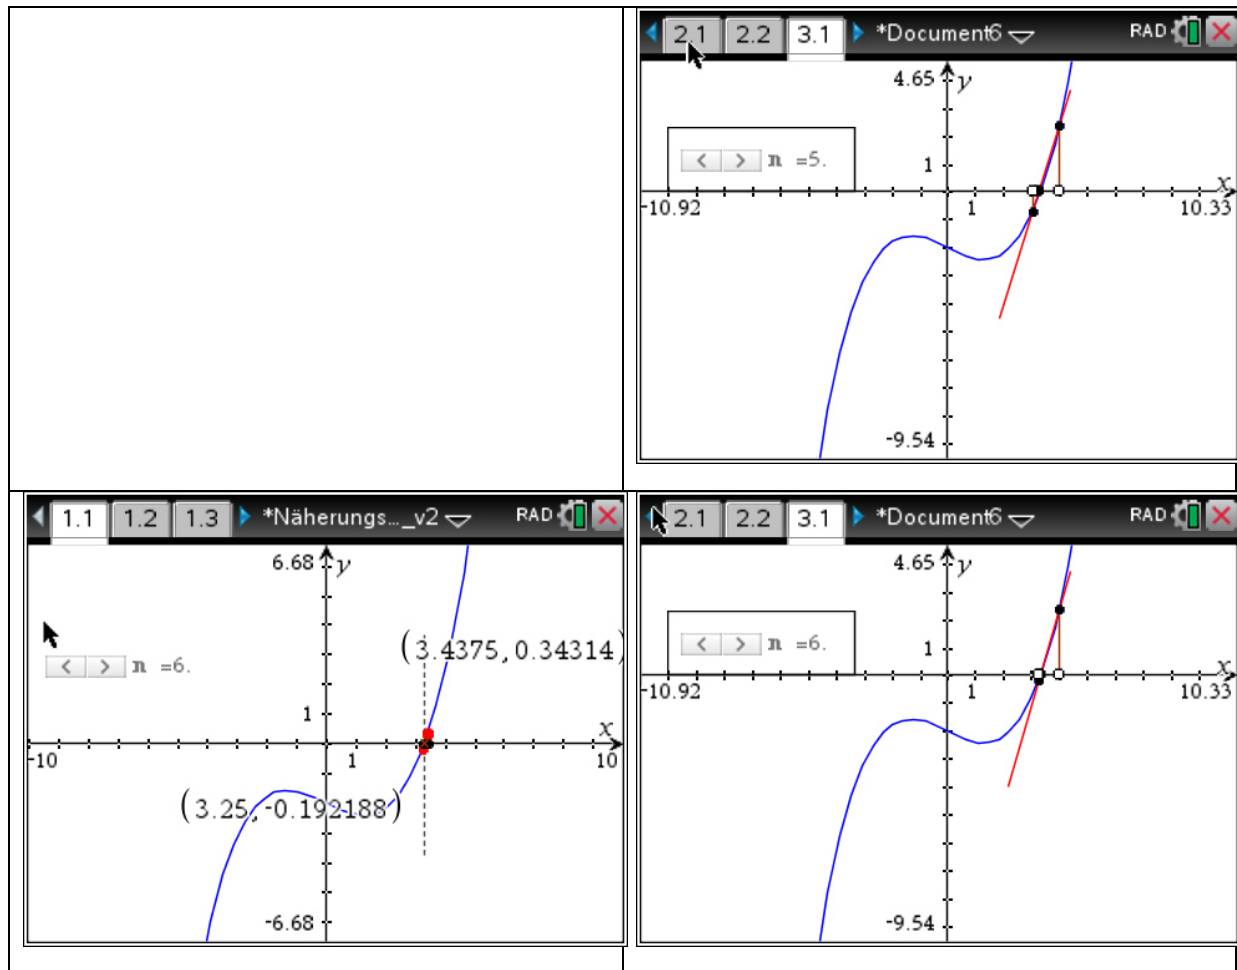 2.1 2.2 3.1 *Document6 RAD
4.65 y
< > n =5.
1
x
-10.92 1 10.33
-9.54
1.1 1.2 1.3 *Näherungs..._v2 RAD
6.68 y
(3.4375,0.34314)
< > n =6.
1
x
-10 1 10
(3.25,-0.192188)
-6.68
2.1 2.2 3.1 *Document6 RAD
4.65 y
< > n =6.
1
x
-10.92 1 10.33
-9.54